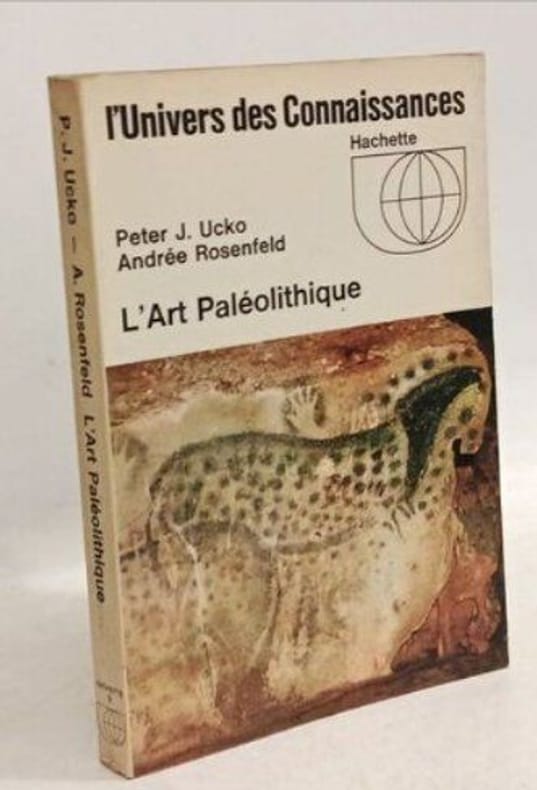 l'Univers des Connaissances
Hachette
Peter J. Ucko
Andrée Rosenfeld
L'Art Paléolithique
P. J. Ucko — A. Rosenfeld L'Art Paléolithique